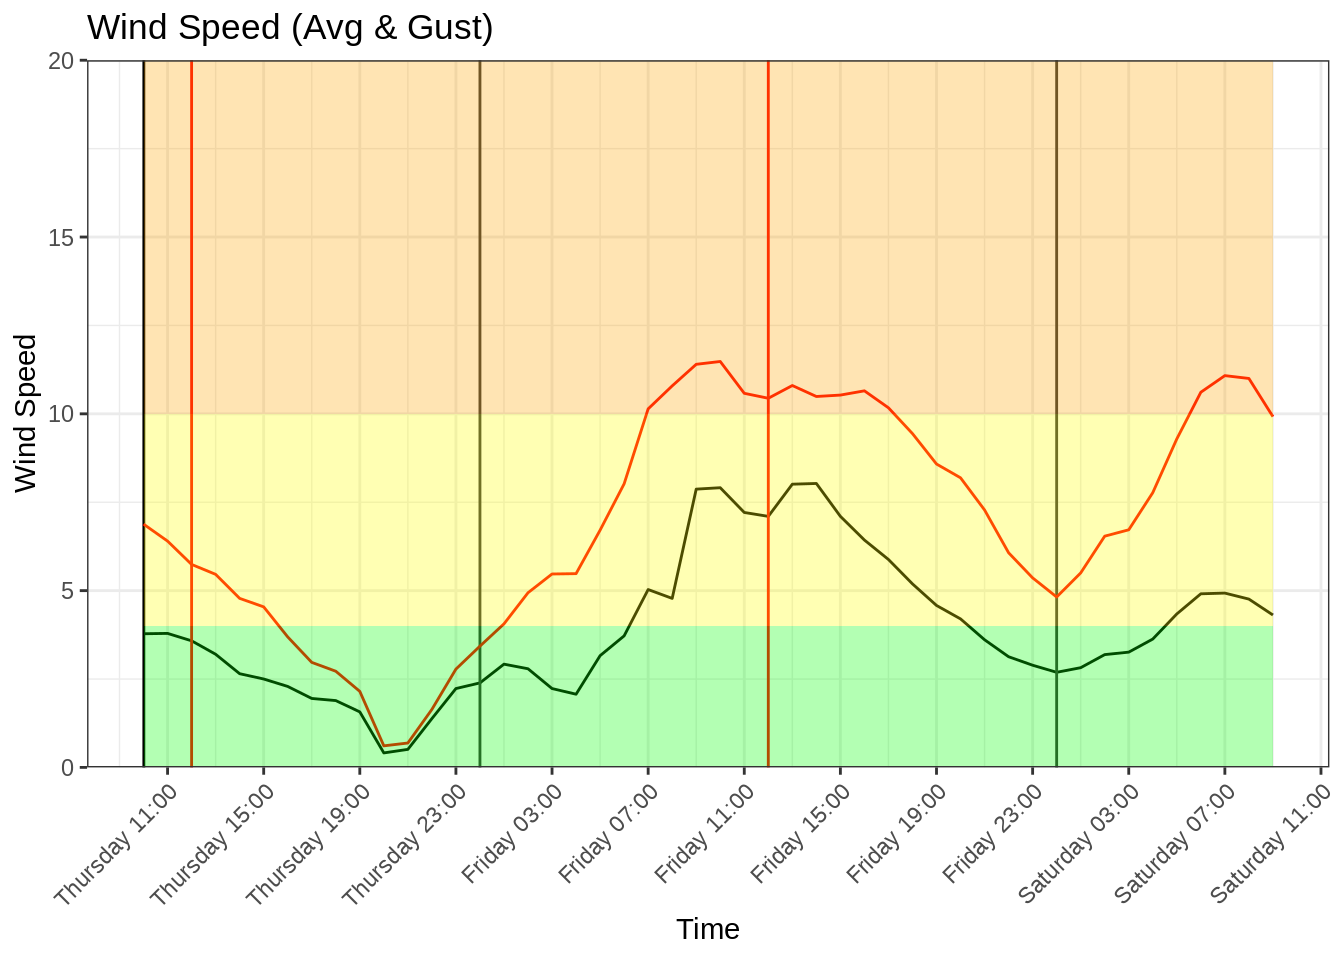 Wind Speed (Avg & Gust)
20
15
10
5
0
Wind Speed
Thursday 11:00
Thursday 15:00
Thursday 19:00
Thursday 23:00
Friday 03:00
Friday 07:00
Friday 11:00
Friday 15:00
Friday 19:00
Friday 23:00
Saturday 03:00
Saturday 07:00
Saturday 11:00
Time